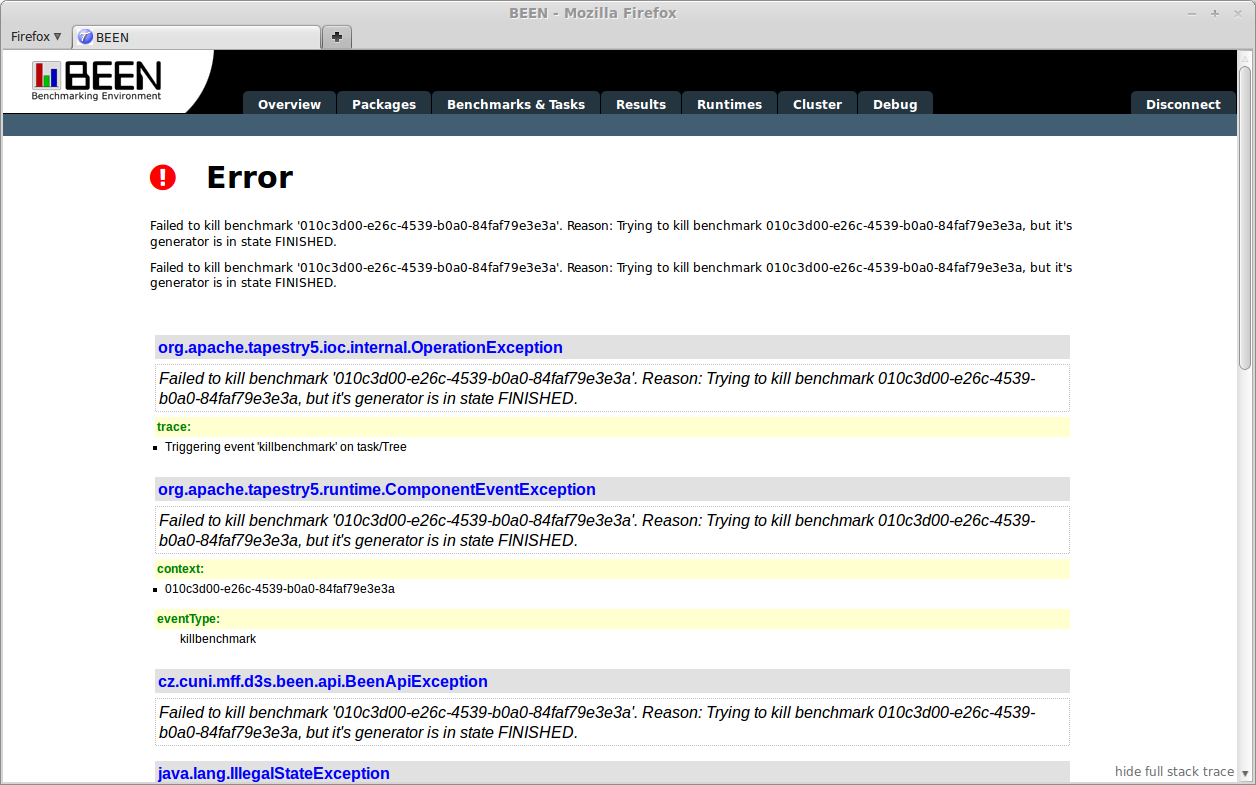 BEEN - Mozilla Firefox
Firefox
BEEN
BEEN
Benchmarking Environment
Overview
Packages
Benchmarks & Tasks
Results
Runtimes
Cluster
Debug
Disconnect
Error
Failed to kill benchmark '010c3d00-e26c-4539-b0a0-84faf79e3e3a'. Reason: Trying to kill benchmark 010c3d00-e26c-4539-b0a0-84faf79e3e3a, but it's
generator is in state FINISHED.
Failed to kill benchmark '010c3d00-e26c-4539-b0a0-84faf79e3e3a'. Reason: Trying to kill benchmark 010c3d00-e26c-4539-b0a0-84faf79e3e3a, but it's
generator is in state FINISHED.
org.apache.tapestry5.ioc.internal.OperationException
Failed to kill benchmark '010c3d00-e26c-4539-b0a0-84faf79e3e3a'. Reason: Trying to kill benchmark 010c3d00-e26c-4539-
b0a0-84faf79e3e3a, but it's generator is in state FINISHED.
trace:
Triggering event 'killbenchmark' on task/Tree
org.apache.tapestry5.runtime.ComponentEventException
Failed to kill benchmark '010c3d00-e26c-4539-b0a0-84faf79e3e3a'. Reason: Trying to kill benchmark 010c3d00-e26c-4539-
b0a0-84faf79e3e3a, but it's generator is in state FINISHED.
context:
010c3d00-e26c-4539-b0a0-84faf79e3e3a
eventType:
killbenchmark
cz.cuni.mff.d3s.been.api.BeenApiException
Failed to kill benchmark '010c3d00-e26c-4539-b0a0-84faf79e3e3a'. Reason: Trying to kill benchmark 010c3d00-e26c-4539-
b0a0-84faf79e3e3a, but it's generator is in state FINISHED.
java.lang.IllegalStateException
hide full stack trace